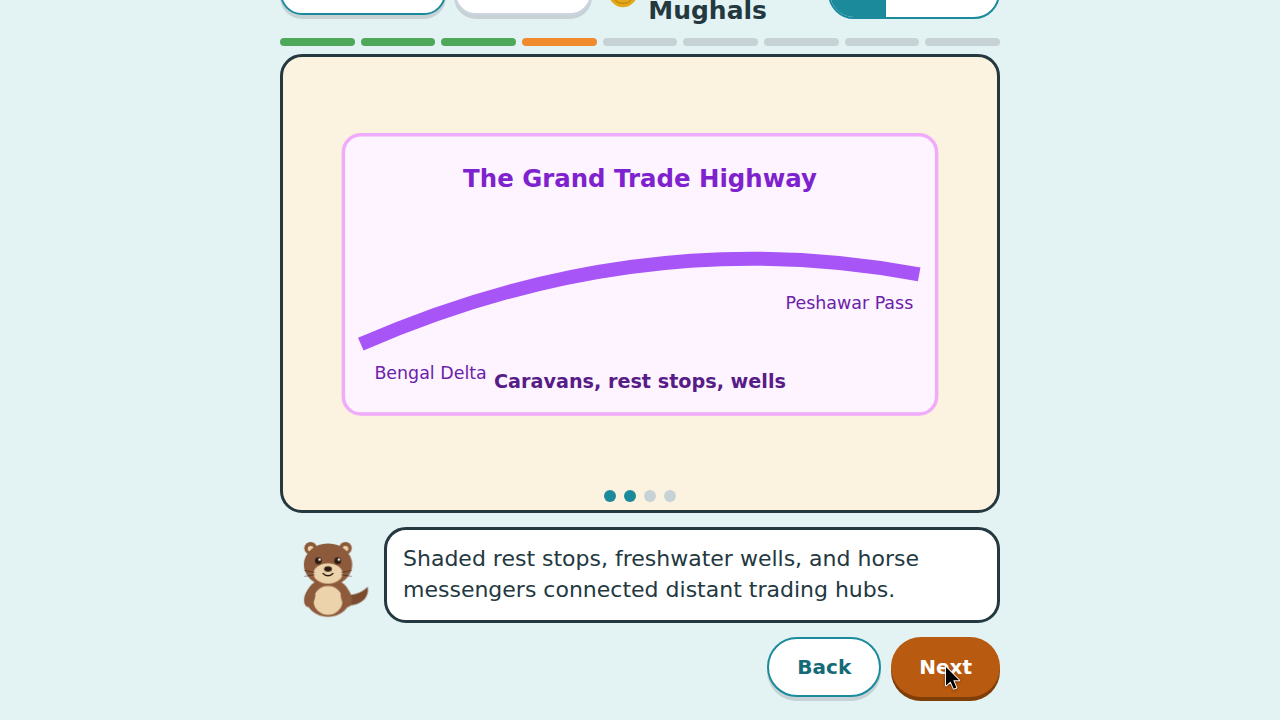 Mughals
The Grand Trade Highway
Peshawar Pass
Bengal Delta
Caravans, rest stops, wells
Shaded rest stops, freshwater wells, and horse
messengers connected distant trading hubs.
Back
Next